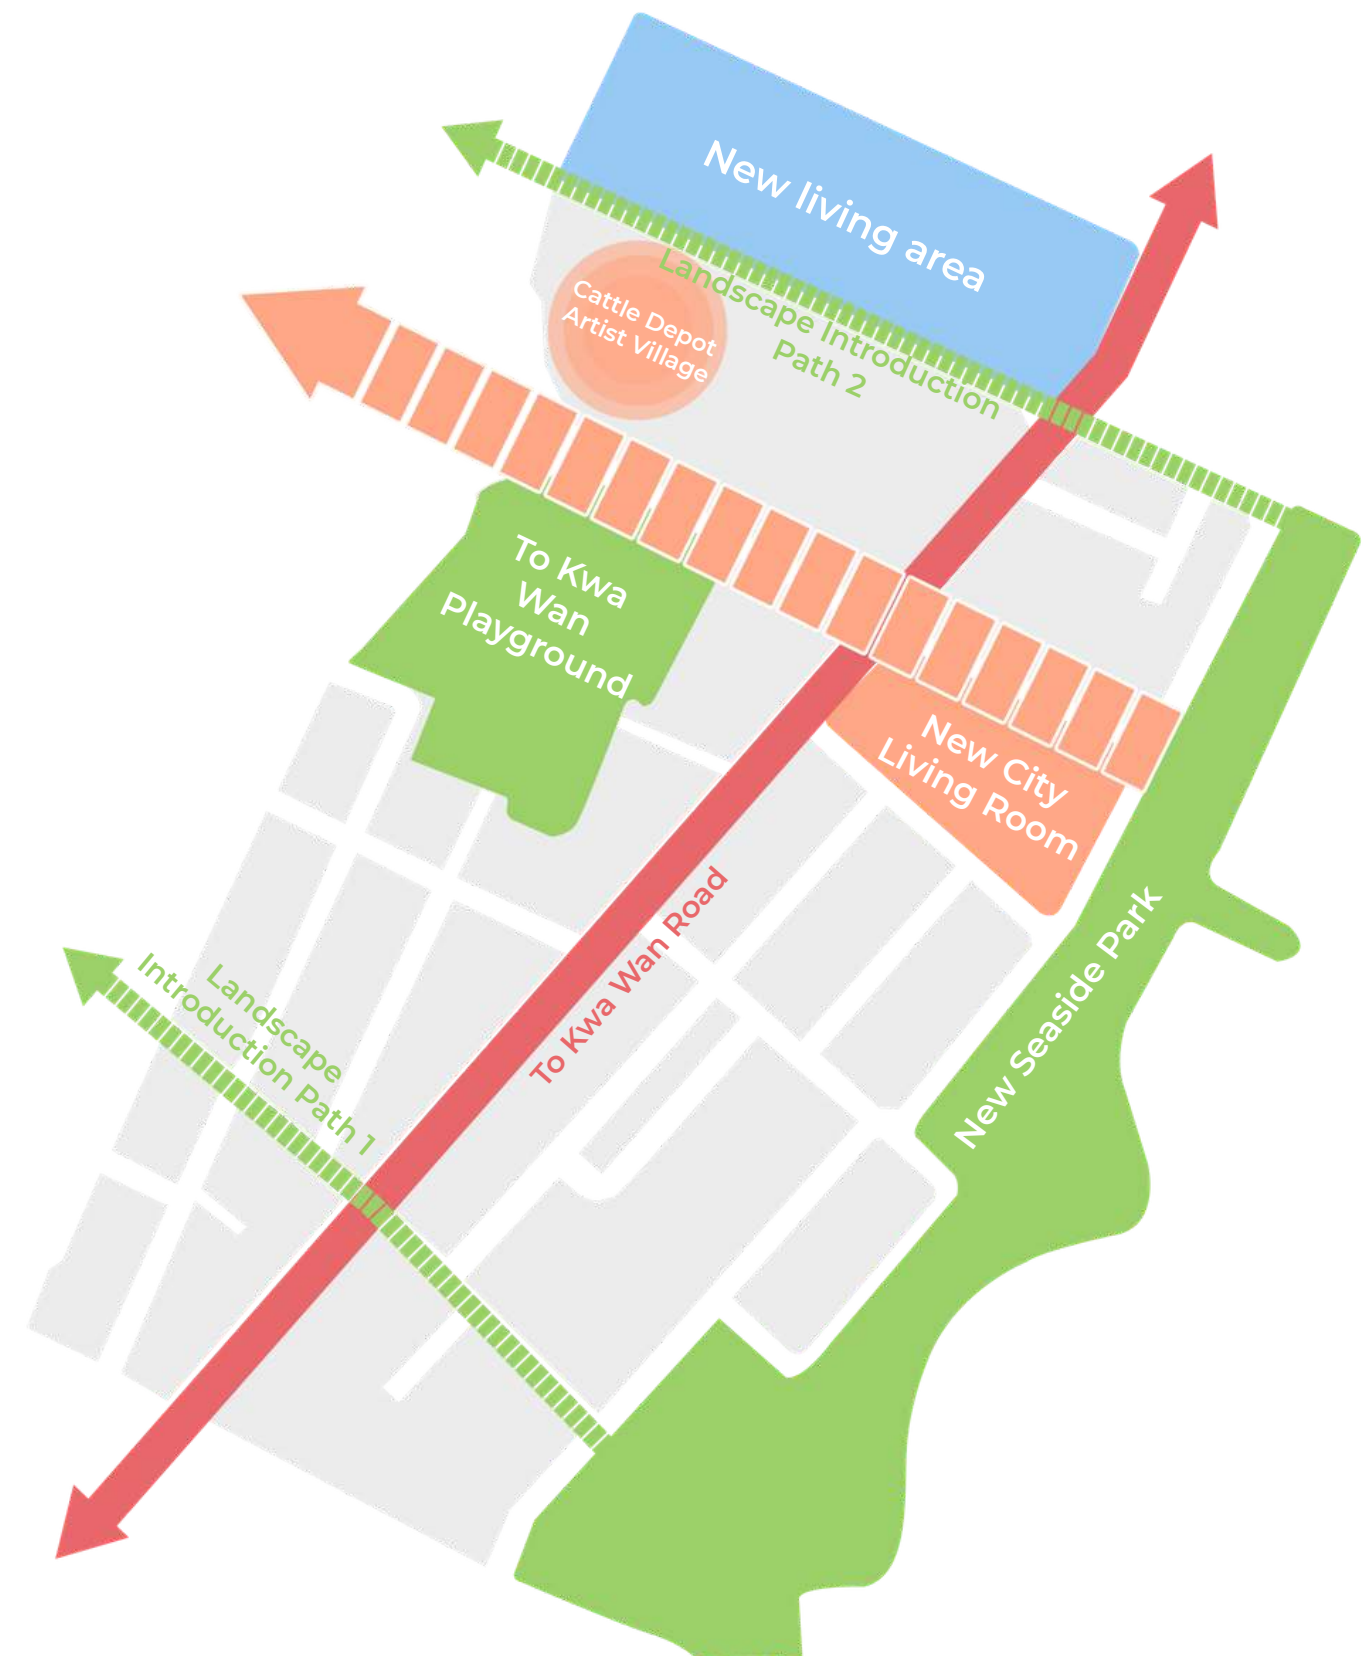 New living area
Landscape Introduction
Path 2
Cattle Depot
Artist Village
To Kwa
Wan
Playground
New City
Living Room
To Kwa Wan Road
New Seaside Park
Landscape
Introduction Path 1